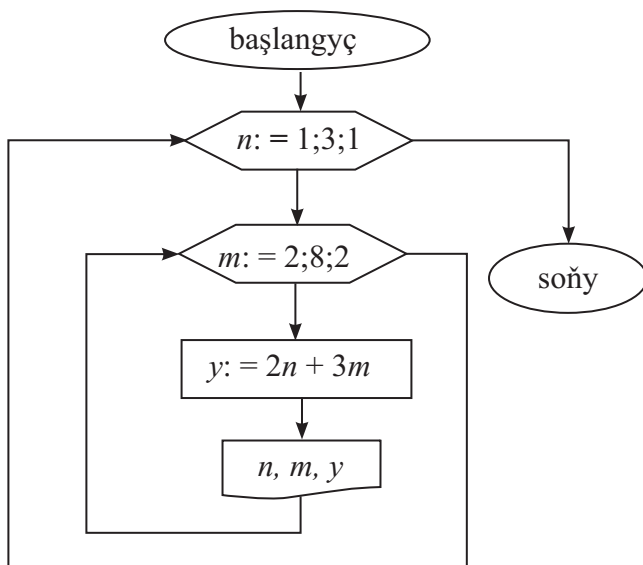 başlangyç
n: = 1;3;1
m: = 2;8;2
soňy
y: = 2n + 3m
n, m, y